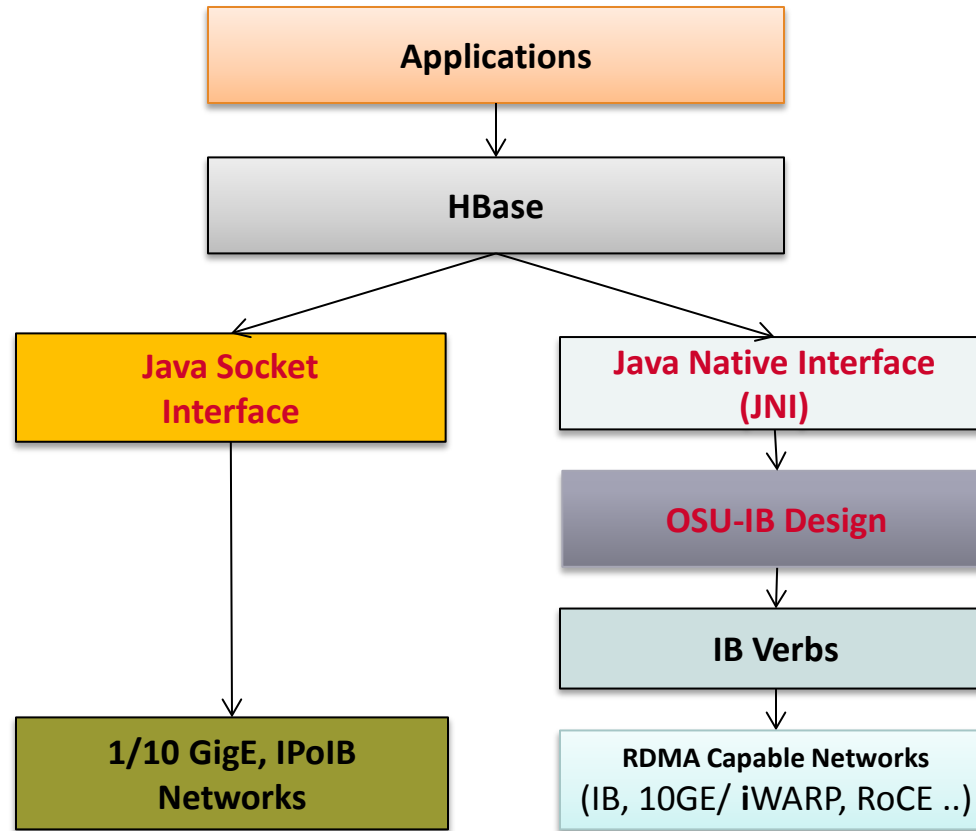 Applications
HBase
Java Socket
Interface
Java Native Interface
(JNI)
OSU-IB Design
IB Verbs
1/10 GigE, IPoIB
Networks
RDMA Capable Networks
(IB, 10GE/ iWARP, RoCE ..)